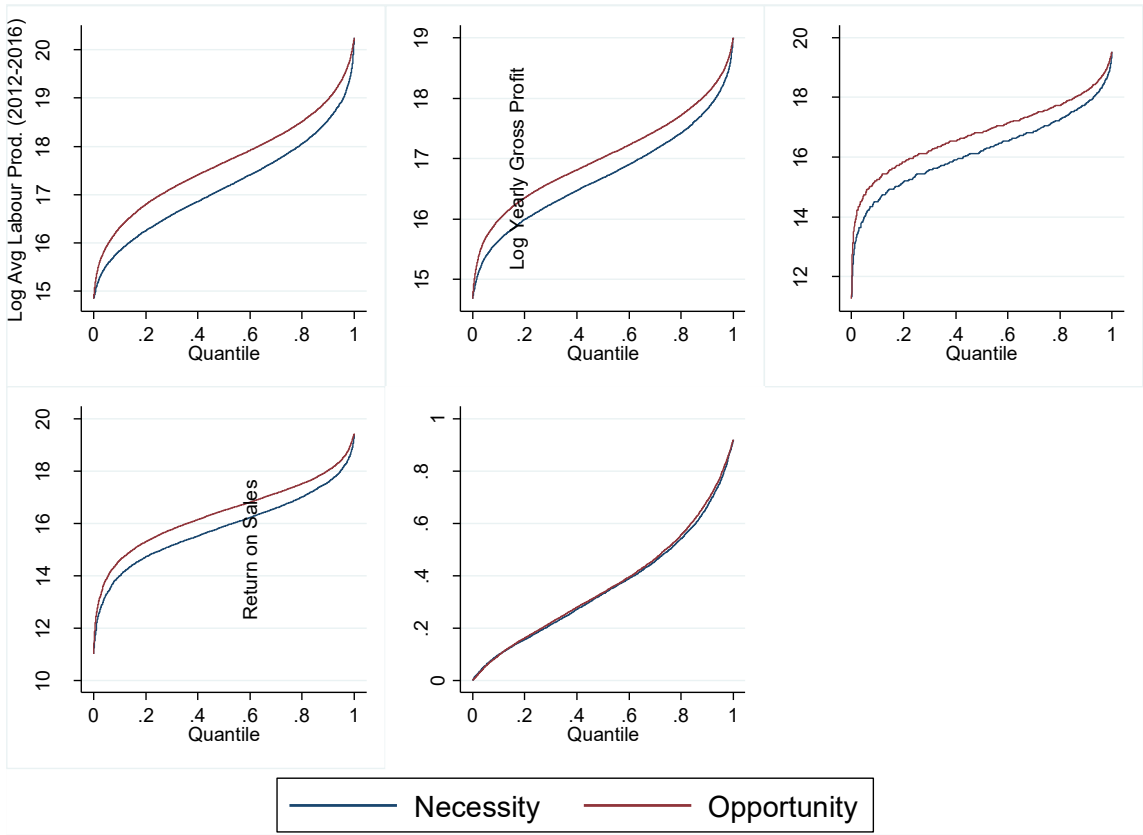 Log Avg Labour Prod. (2012-2016)
20
19
18
17
16
15
0 .2 .4 .6 .8 1
Quantile
Log Yearly Gross Profit
19
18
17
16
15
0 .2 .4 .6 .8 1
Quantile
20
18
16
14
12
0 .2 .4 .6 .8 1
Quantile
20
18
16
14
12
10
0 .2 .4 .6 .8 1
Quantile
Return on Sales
1
.8
.6
.4
.2
0
0 .2 .4 .6 .8 1
Quantile
Necessity Opportunity